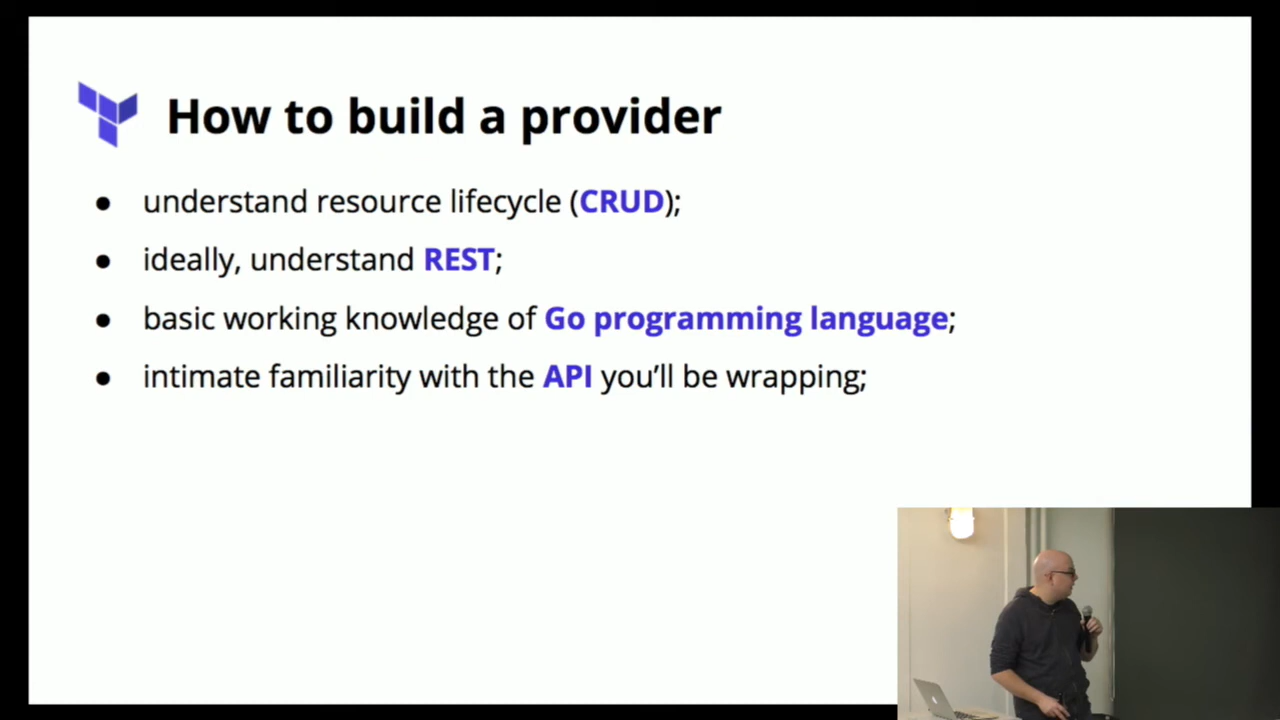 How to build a provider
● understand resource lifecycle (CRUD);
● ideally, understand REST;
● basic working knowledge of Go programming language;
● intimate familiarity with the API you’ll be wrapping;